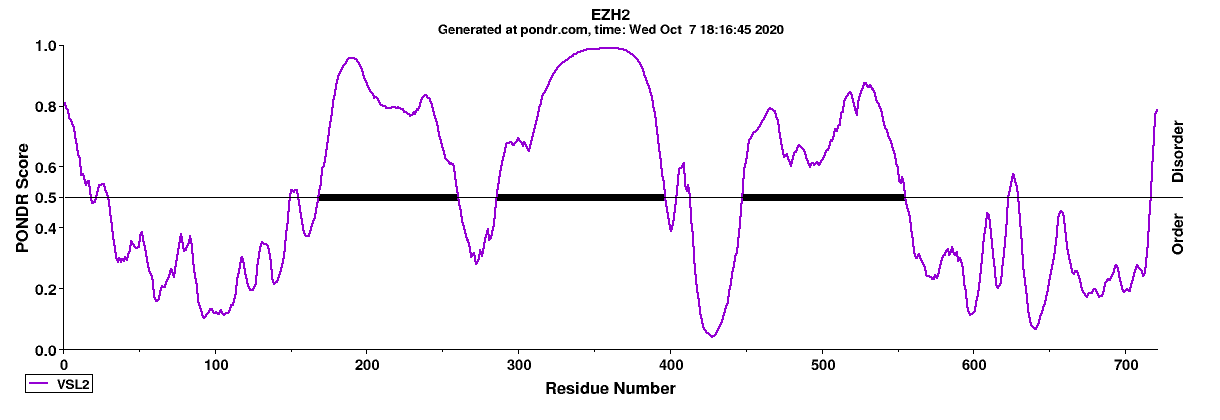 EZH2
Generated at pondr.com, time: Wed Oct  7 18:16:45 2020
1.0
0.8
0.6
0.5
0.4
0.2
0.0
PONDR Score
Disorder
Order
0 100 200 300 400 500 600 700
Residue Number
VSL2